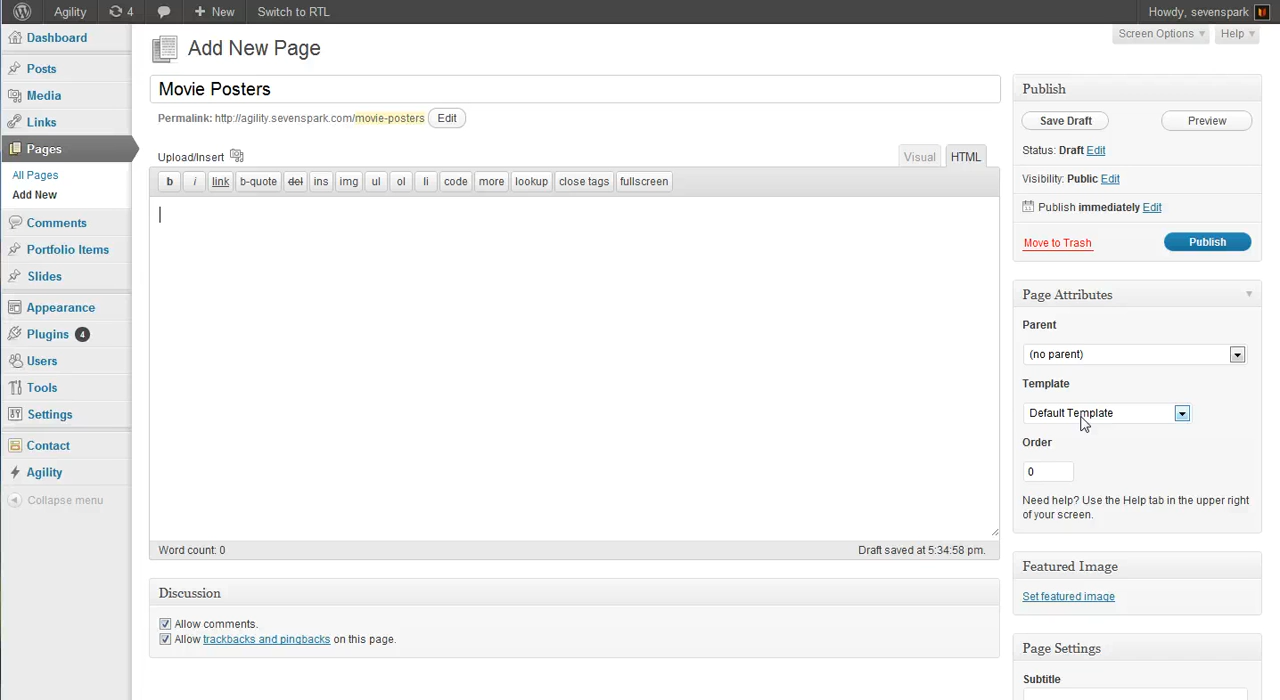 Agility 4 New Switch to RTL Howdy, sevenspark
Screen Options Help
Dashboard
Posts
Media
Links
Pages
All Pages
Add New
Comments
Portfolio Items
Slides
Appearance
Plugins 4
Users
Tools
Settings
Contact
Agility
Collapse menu
Add New Page
Movie Posters
Permalink: http://agility.sevenspark.com/movie-posters Edit
Upload/Insert Visual HTML
b i link b-quote del ins img ul ol li code more lookup close tags fullscreen
Word count: 0 Draft saved at 5:34:58 pm.
Discussion
Allow comments.
Allow trackbacks and pingbacks on this page.
Publish
Save Draft Preview
Status: Draft Edit
Visibility: Public Edit
Publish immediately Edit
Move to Trash Publish
Page Attributes
Parent
(no parent)
Template
Default Template
Order
0
Need help? Use the Help tab in the upper right
of your screen.
Featured Image
Set featured image
Page Settings
Subtitle